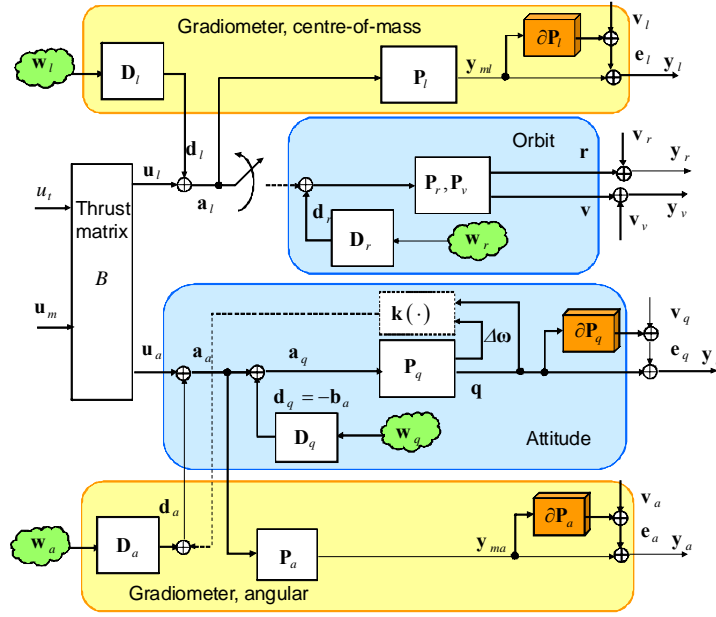 Gradiometer, centre-of-mass
v_l
∂P_l
e_l
w_l
D_l
P_l
y_ml
y_l
d_l
Orbit
v_r
r
y_r
u_l
u_t
a_l
P_r, P_v
d_r
v
y_v
Thrust
matrix
D_r
w_r
v_v
B
k(·)
v_q
u_m
∂P_q
Δω
u_a
a_a
a_q
P_q
e_q
y
q
d_q = −b_a
D_q
w_q
Attitude
d_a
v_a
∂P_a
w_a
D_a
e_a
P_a
y_ma
y_a
Gradiometer, angular